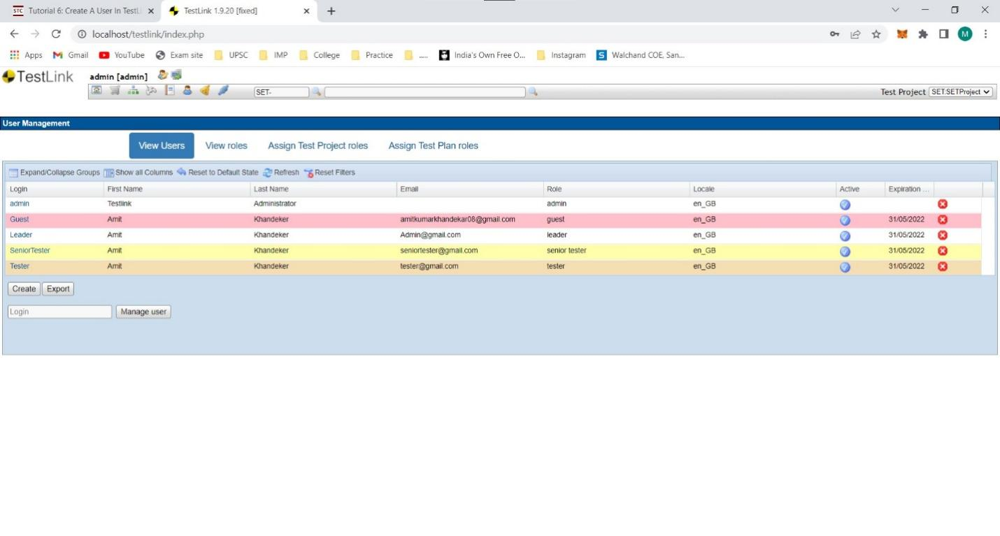 STC Tutorial 6: Create A User In TestLi
TestLink 1.9.20 [fixed]
localhost/testlink/index.php
M
Apps Gmail YouTube Exam site UPSC IMP College Practice ..... India's Own Free O... Instagram S Walchand COE, San...
TestLink admin [admin]
SET- Test Project SET:SETProject
User Management
View Users View roles Assign Test Project roles Assign Test Plan roles
Expand/Collapse Groups Show all Columns Reset to Default State Refresh Reset Filters
Login First Name Last Name Email Role Locale Active Expiration ...
admin Testlink Administrator admin en_GB
Guest Amit Khandeker amitkumarkhandekar08@gmail.com guest en_GB 31/05/2022
Leader Amit Khandeker Admin@gmail.com leader en_GB 31/05/2022
SeniorTester Amit Khandeker seniortester@gmail.com senior tester en_GB 31/05/2022
Tester Amit Khandeker tester@gmail.com tester en_GB 31/05/2022
Create Export
Login Manage user